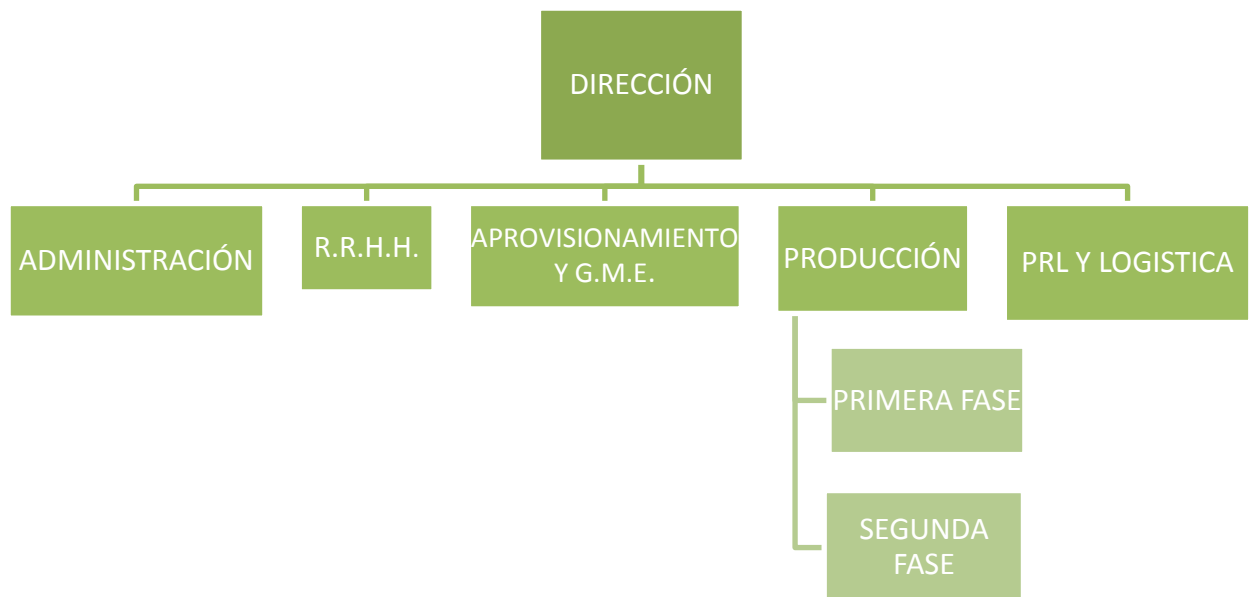 DIRECCIÓN
ADMINISTRACIÓN
R.R.H.H.
APROVISIONAMIENTO
Y G.M.E.
PRODUCCIÓN
PRL Y LOGISTICA
PRIMERA FASE
SEGUNDA
FASE